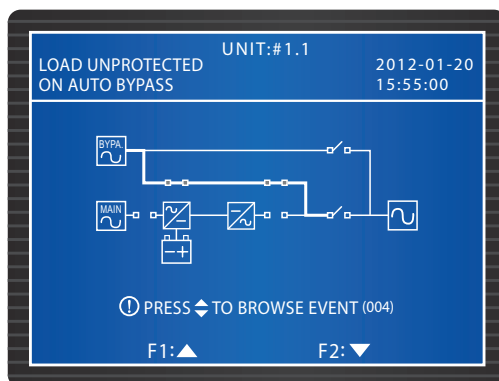 UNIT:#1.1
LOAD UNPROTECTED
ON AUTO BYPASS
2012-01-20
15:55:00
BYPA.
MAIN
PRESS TO BROWSE EVENT (004)
F1: F2: